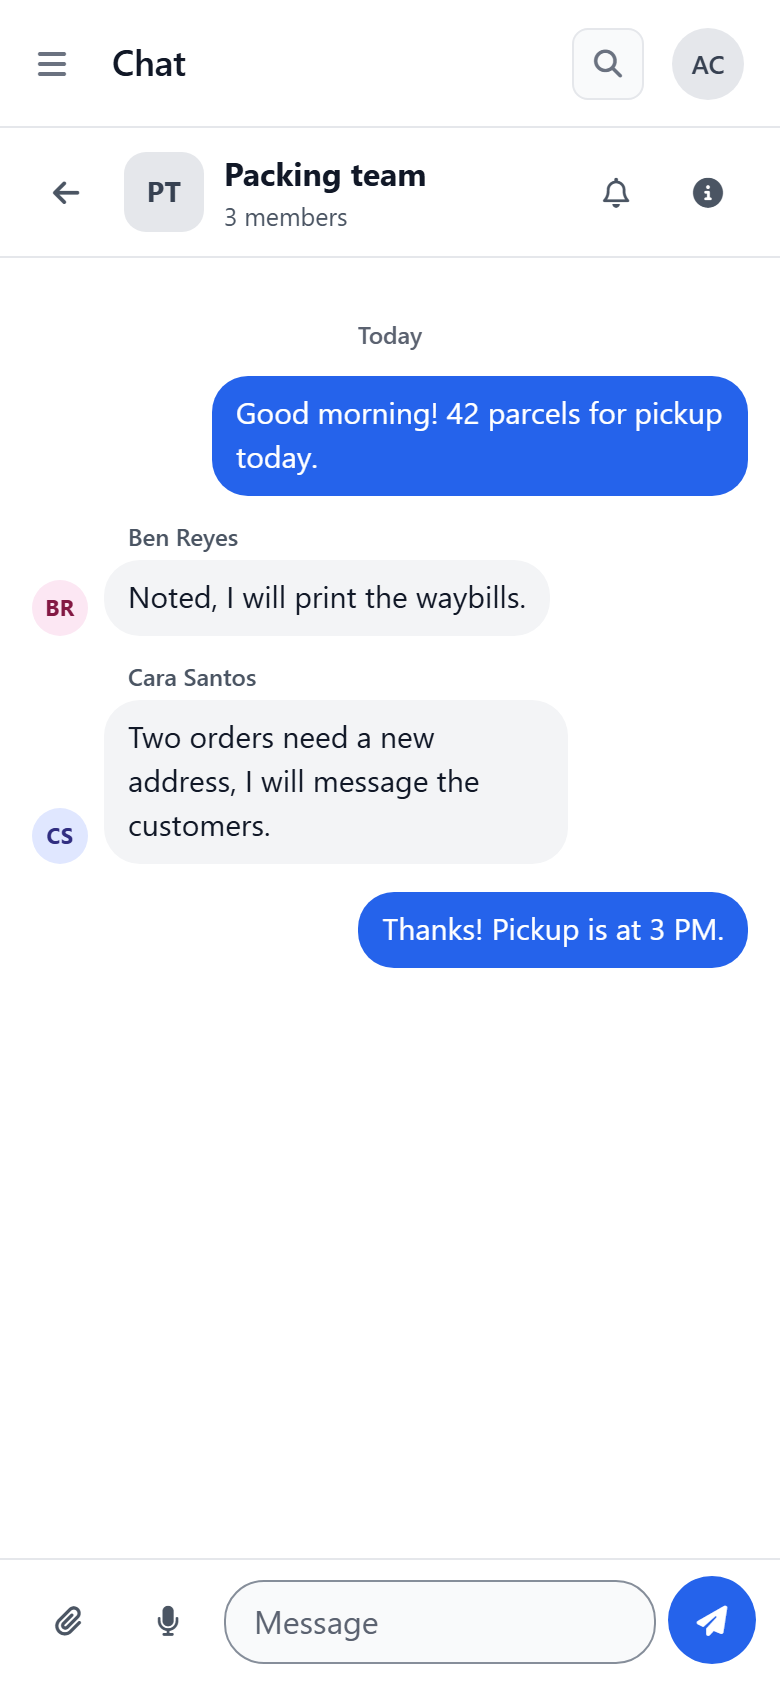 Chat
AC
PT
Packing team
3 members
Today
Good morning! 42 parcels for pickup
today.
Ben Reyes
BR
Noted, I will print the waybills.
Cara Santos
Two orders need a new
address, I will message the
customers.
CS
Thanks! Pickup is at 3 PM.
Message